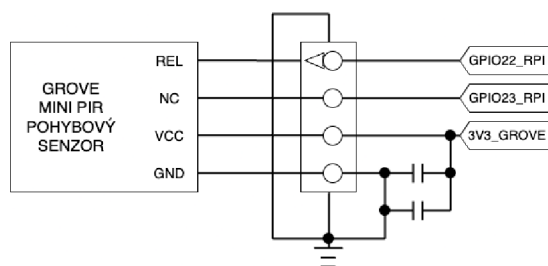 GROVE
MINI PIR
POHYBOVÝ
SENZOR
REL
NC
VCC
GND
GPIO22_RPI
GPIO23_RPI
3V3_GROVE